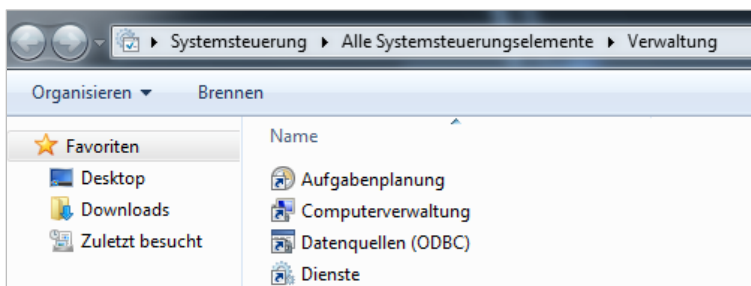 Systemsteuerung Alle Systemsteuerungselemente Verwaltung
Organisieren Brennen
Favoriten
Desktop
Downloads
Zuletzt besucht
Name
Aufgabenplanung
Computerverwaltung
Datenquellen (ODBC)
Dienste